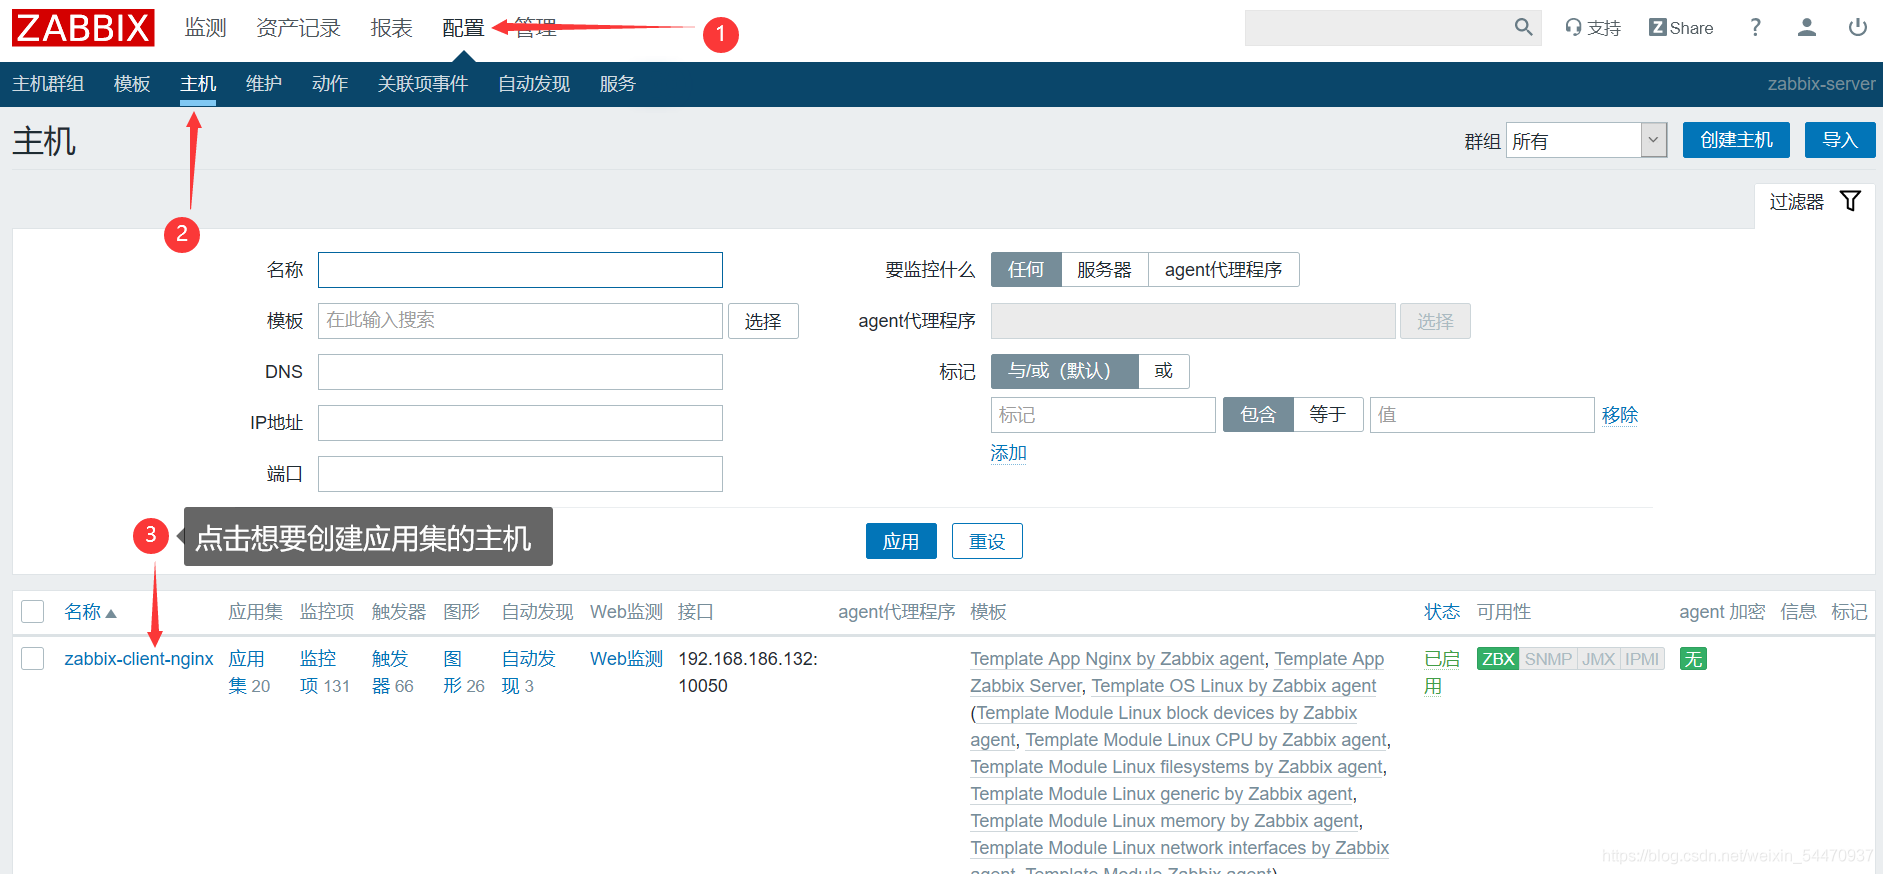 ZABBIX 监测 资产记录 报表 配置 管理 1 支持 Z Share ?
主机群组 模板 主机 维护 动作 关联项事件 自动发现 服务 zabbix-server
主机 群组 所有 创建主机 导入
过滤器
2
名称 要监控什么 任何 服务器 agent代理程序
模板 在此输入搜索 选择 agent代理程序 选择
DNS 标记 与/或（默认） 或
标记 包含 等于 值 移除
IP地址
添加
端口
3 点击想要创建应用集的主机
应用 重设
名称 应用集 监控项 触发器 图形 自动发现 Web监测 接口 agent代理程序 模板 状态 可用性 agent 加密 信息 标记
zabbix-client-nginx 应用 监控 触发 图 自动发 Web监测 192.168.186.132: Template App Nginx by Zabbix agent, Template App 已启 ZBX SNMP JMX IPMI 无
集 20 项 131 器 66 形 26 现 3 10050 Zabbix Server, Template OS Linux by Zabbix agent 用
(Template Module Linux block devices by Zabbix
agent, Template Module Linux CPU by Zabbix agent,
Template Module Linux filesystems by Zabbix agent,
Template Module Linux generic by Zabbix agent,
Template Module Linux memory by Zabbix agent,
Template Module Linux network interfaces by Zabbix
https://blog.csdn.net/weixin_54470937
agent, Template Module Zabbix agent)